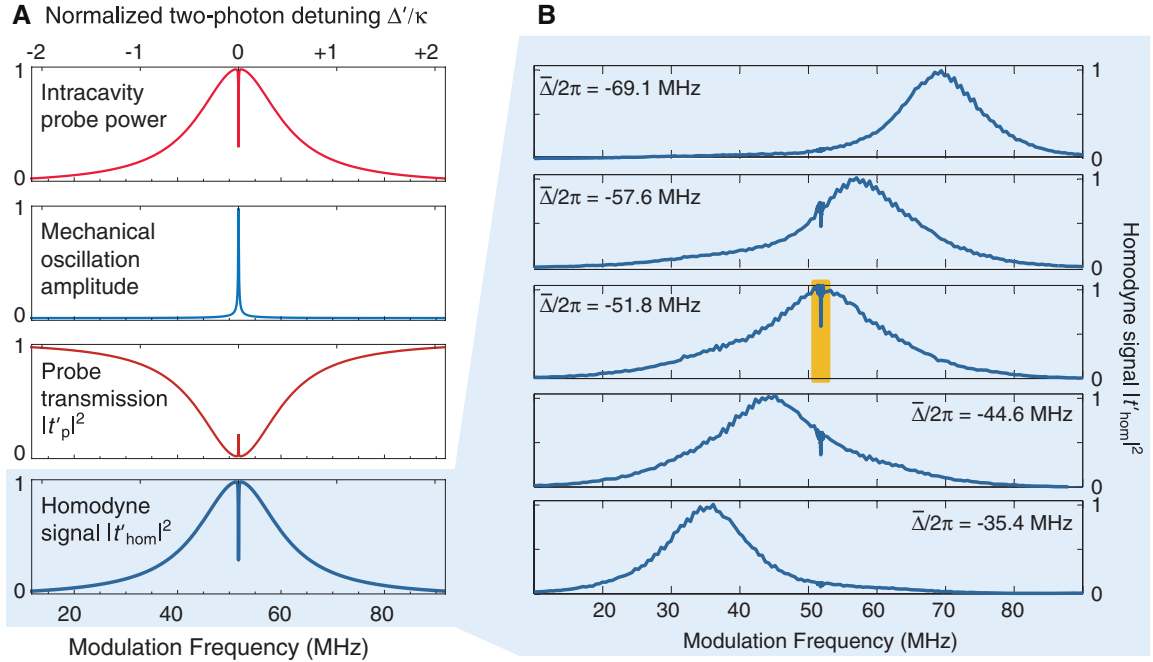 A Normalized two-photon detuning Δ′/κ
-2 -1 0 +1 +2
1
Intracavity
probe power
0
1
Mechanical
oscillation
amplitude
0
1
Probe
transmission
|t′p|²
0
1
Homodyne
signal |t′hom|²
0
20 40 60 80
Modulation Frequency (MHz)
B
Δ̅/2π = -69.1 MHz
1
0
Δ̅/2π = -57.6 MHz
1
0
Δ̅/2π = -51.8 MHz
1
0
Δ̅/2π = -44.6 MHz
1
0
Δ̅/2π = -35.4 MHz
1
0
20 30 40 50 60 70 80
Modulation Frequency (MHz)
Homodyne signal |t′hom|²